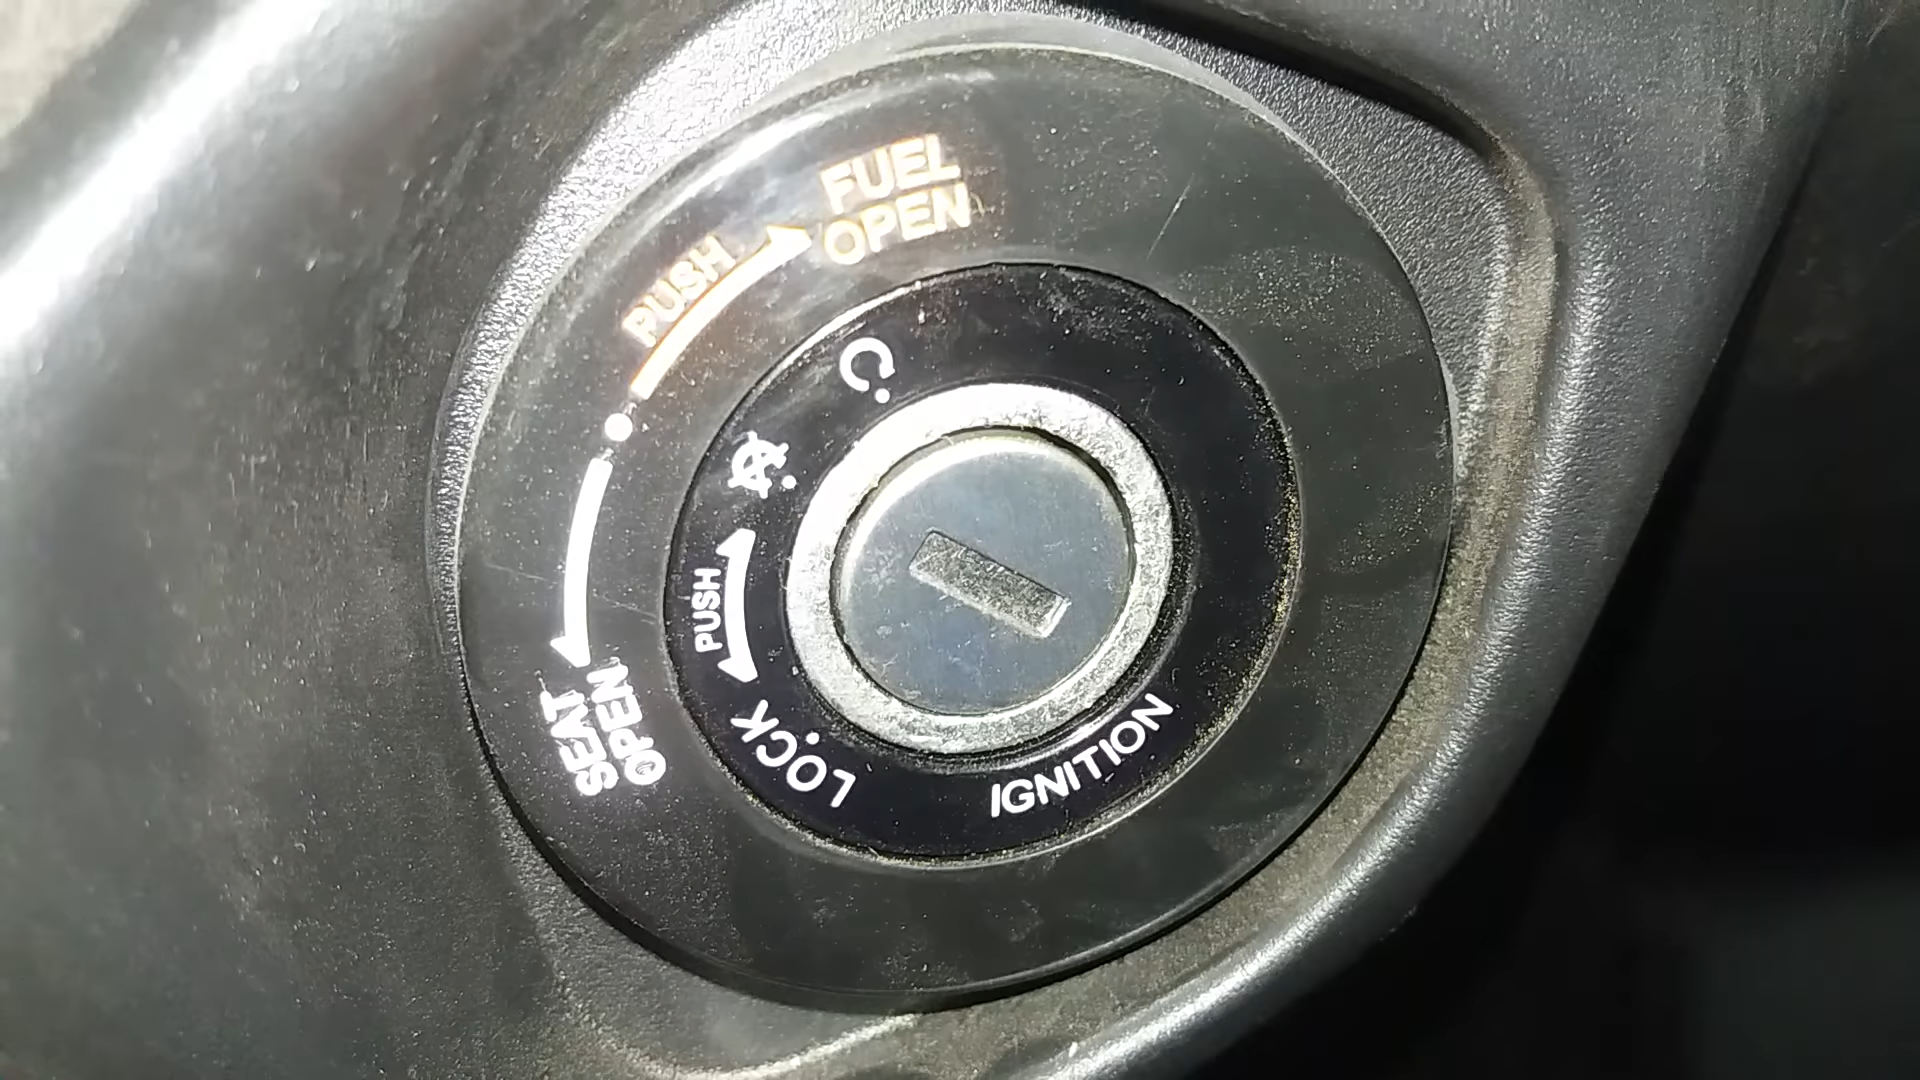 FUEL
OPEN
PUSH
SEAT
OPEN
PUSH
LOCK
IGNITION